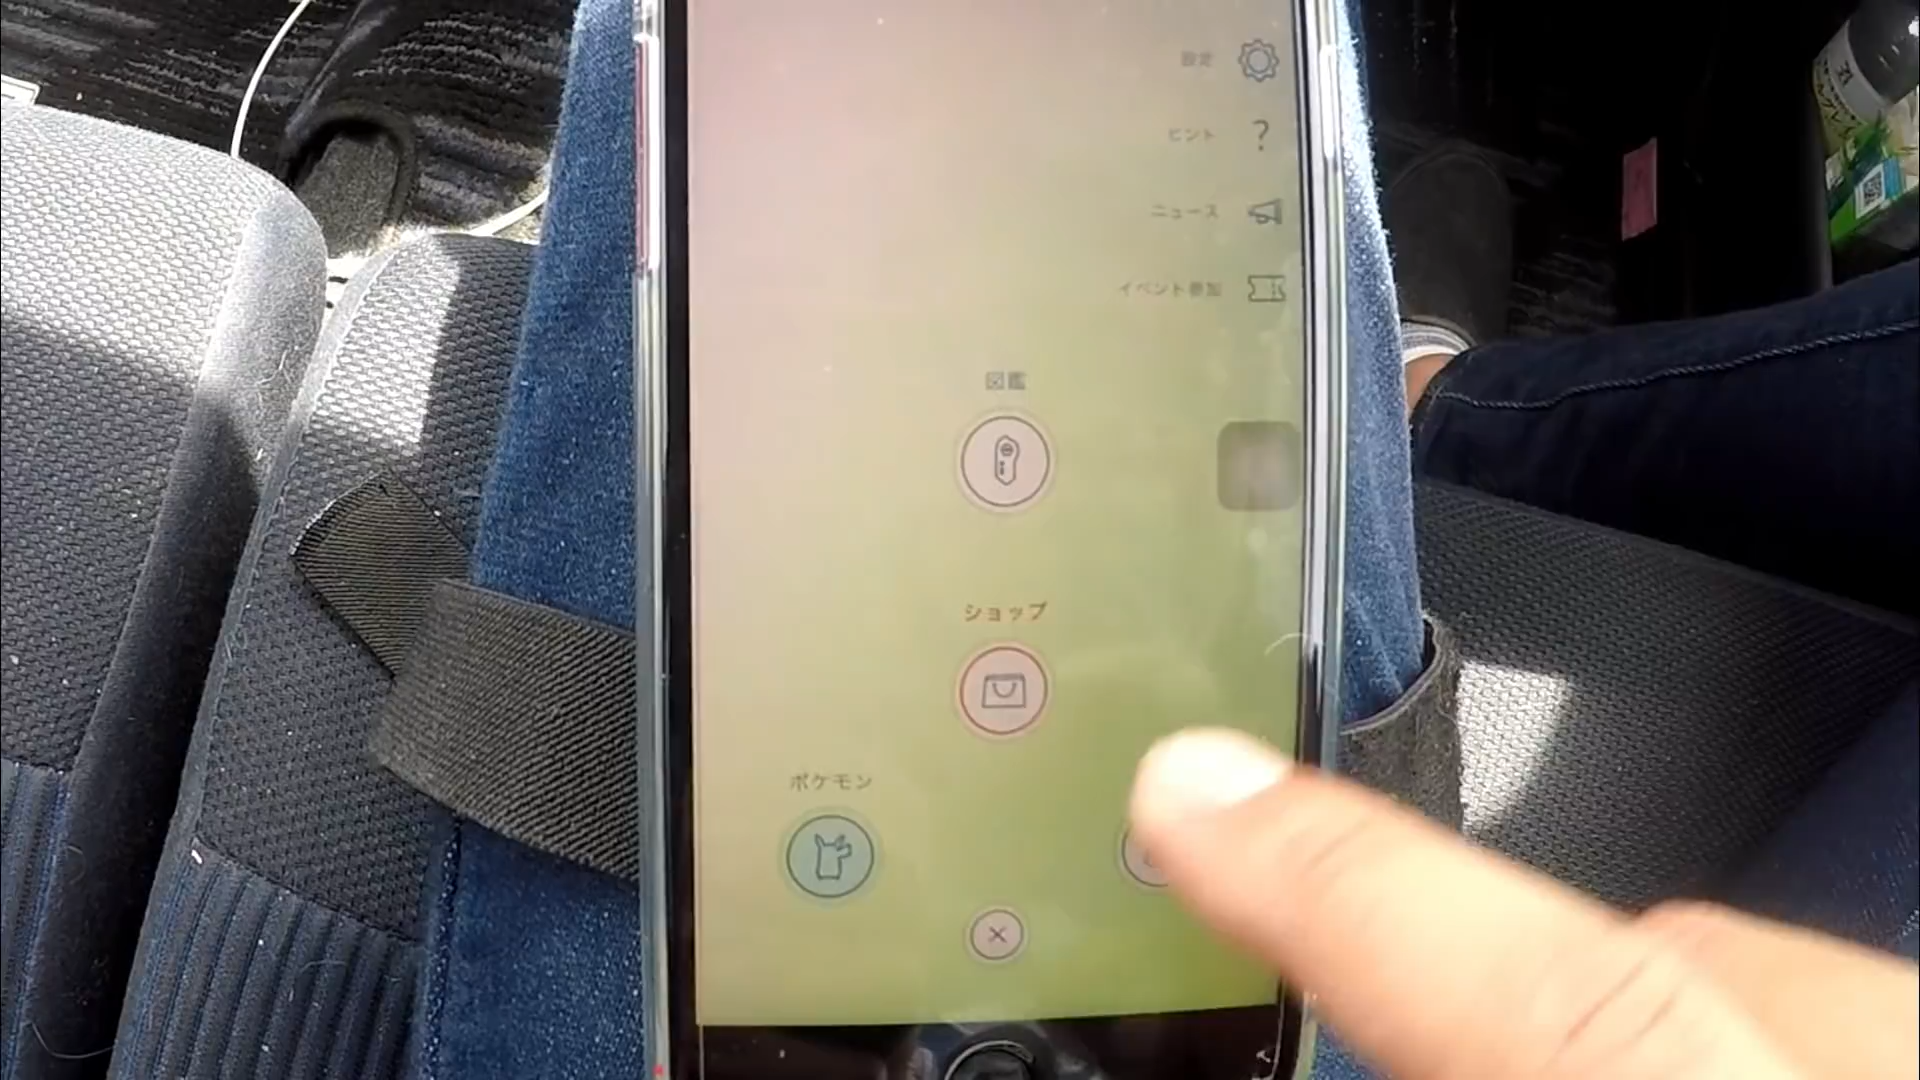 設定
ヒント
ニュース
イベント参加
図鑑
ショップ
ポケモン